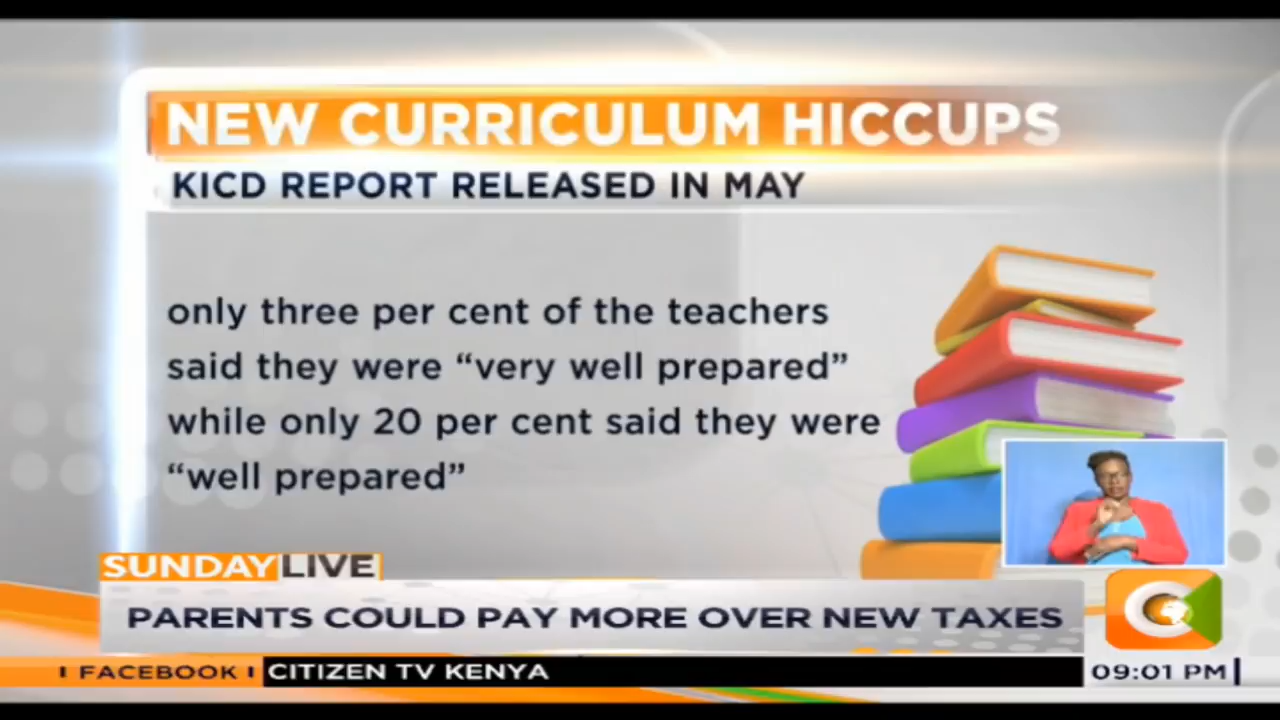 NEW CURRICULUM HICCUPS
KICD REPORT RELEASED IN MAY
only three per cent of the teachers
said they were “very well prepared”
while only 20 per cent said they were
“well prepared”
SUNDAY LIVE
PARENTS COULD PAY MORE OVER NEW TAXES
FACEBOOK CITIZEN TV KENYA
09:01 PM